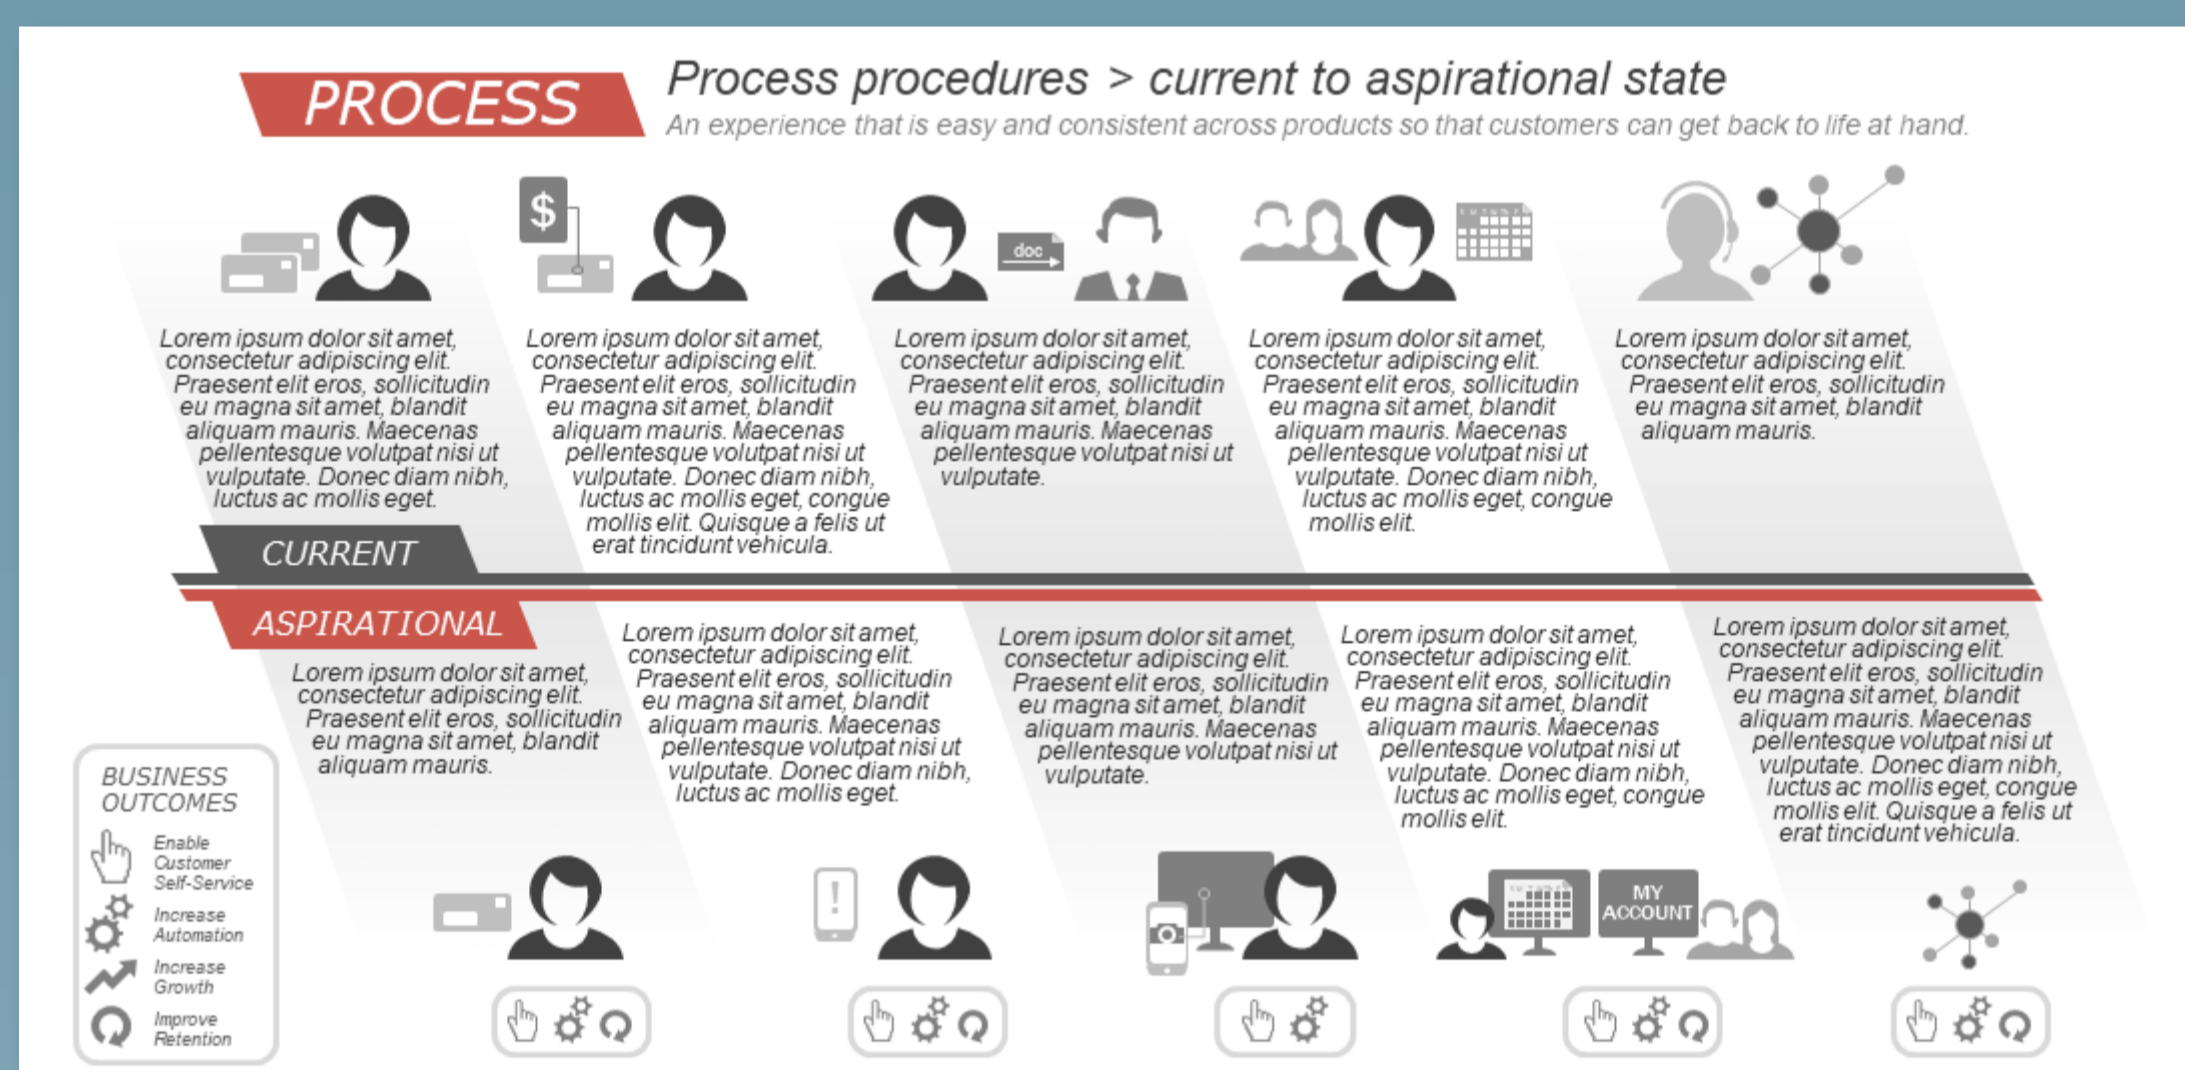 PROCESS
Process procedures > current to aspirational state
An experience that is easy and consistent across products so that customers can get back to life at hand.
$
doc
Lorem ipsum dolor sit amet,
consectetur adipiscing elit.
Praesent elit eros, sollicitudin
eu magna sit amet, blandit
aliquam mauris. Maecenas
pellentesque volutpat nisi ut
vulputate. Donec diam nibh,
luctus ac mollis eget.
Lorem ipsum dolor sit amet,
consectetur adipiscing elit.
Praesent elit eros, sollicitudin
eu magna sit amet, blandit
aliquam mauris. Maecenas
pellentesque volutpat nisi ut
vulputate. Donec diam nibh,
luctus ac mollis eget, congue
mollis elit. Quisque a felis ut
erat tincidunt vehicula.
Lorem ipsum dolor sit amet,
consectetur adipiscing elit.
Praesent elit eros, sollicitudin
eu magna sit amet, blandit
aliquam mauris. Maecenas
pellentesque volutpat nisi ut
vulputate.
Lorem ipsum dolor sit amet,
consectetur adipiscing elit.
Praesent elit eros, sollicitudin
eu magna sit amet, blandit
aliquam mauris. Maecenas
pellentesque volutpat nisi ut
vulputate. Donec diam nibh,
luctus ac mollis eget, congue
mollis elit.
Lorem ipsum dolor sit amet,
consectetur adipiscing elit.
Praesent elit eros, sollicitudin
eu magna sit amet, blandit
aliquam mauris.
CURRENT
ASPIRATIONAL
Lorem ipsum dolor sit amet,
consectetur adipiscing elit.
Praesent elit eros, sollicitudin
eu magna sit amet, blandit
aliquam mauris.
Lorem ipsum dolor sit amet,
consectetur adipiscing elit.
Praesent elit eros, sollicitudin
eu magna sit amet, blandit
aliquam mauris. Maecenas
pellentesque volutpat nisi ut
vulputate. Donec diam nibh,
luctus ac mollis eget.
Lorem ipsum dolor sit amet,
consectetur adipiscing elit.
Praesent elit eros, sollicitudin
eu magna sit amet, blandit
aliquam mauris. Maecenas
pellentesque volutpat nisi ut
vulputate.
Lorem ipsum dolor sit amet,
consectetur adipiscing elit.
Praesent elit eros, sollicitudin
eu magna sit amet, blandit
aliquam mauris. Maecenas
pellentesque volutpat nisi ut
vulputate. Donec diam nibh,
luctus ac mollis eget, congue
mollis elit.
Lorem ipsum dolor sit amet,
consectetur adipiscing elit.
Praesent elit eros, sollicitudin
eu magna sit amet, blandit
aliquam mauris. Maecenas
pellentesque volutpat nisi ut
vulputate. Donec diam nibh,
luctus ac mollis eget, congue
mollis elit. Quisque a felis ut
erat tincidunt vehicula.
!
MY
ACCOUNT
BUSINESS
OUTCOMES
Enable
Customer
Self-Service
Increase
Automation
Increase
Growth
Improve
Retention